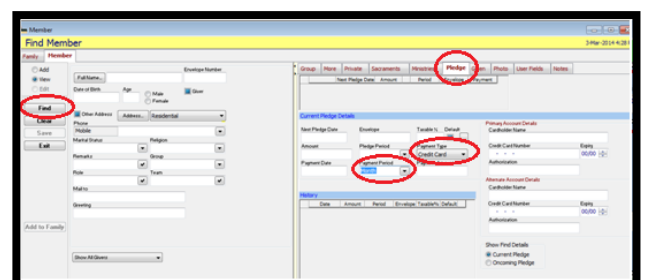 Member
Find Member
5-Mar-2014 4:28
Family Member
Add
View
Edit
Find
Clear
Save
Exit
Add to Family
Full Name...
Envelope Number
Date of Birth Age
Male
Female
Giver
Other Address Address... Residential
Phone
Mobile
Marital Status Religion
Remarks Group
Role Team
Mail to
Greeting
Show All Givers
Group More Private Sacraments Ministries Pledge Photo User Fields Notes
Next Pledge Date Amount Period Envelope Payment
Current Pledge Details
Next Pledge Date Envelope Taxable % Default
Amount Pledge Period Payment Type
Credit Card
Payment Date Payment Period
Month
History
Date Amount Period Envelope Taxable% Default
Primary Account Details
Cardholder Name
Credit Card Number Expiry
00/00
Authorization
Alternate Account Details
Cardholder Name
Credit Card Number Expiry
00/00
Authorization
Show Find Details
Current Pledge
Oncoming Pledge